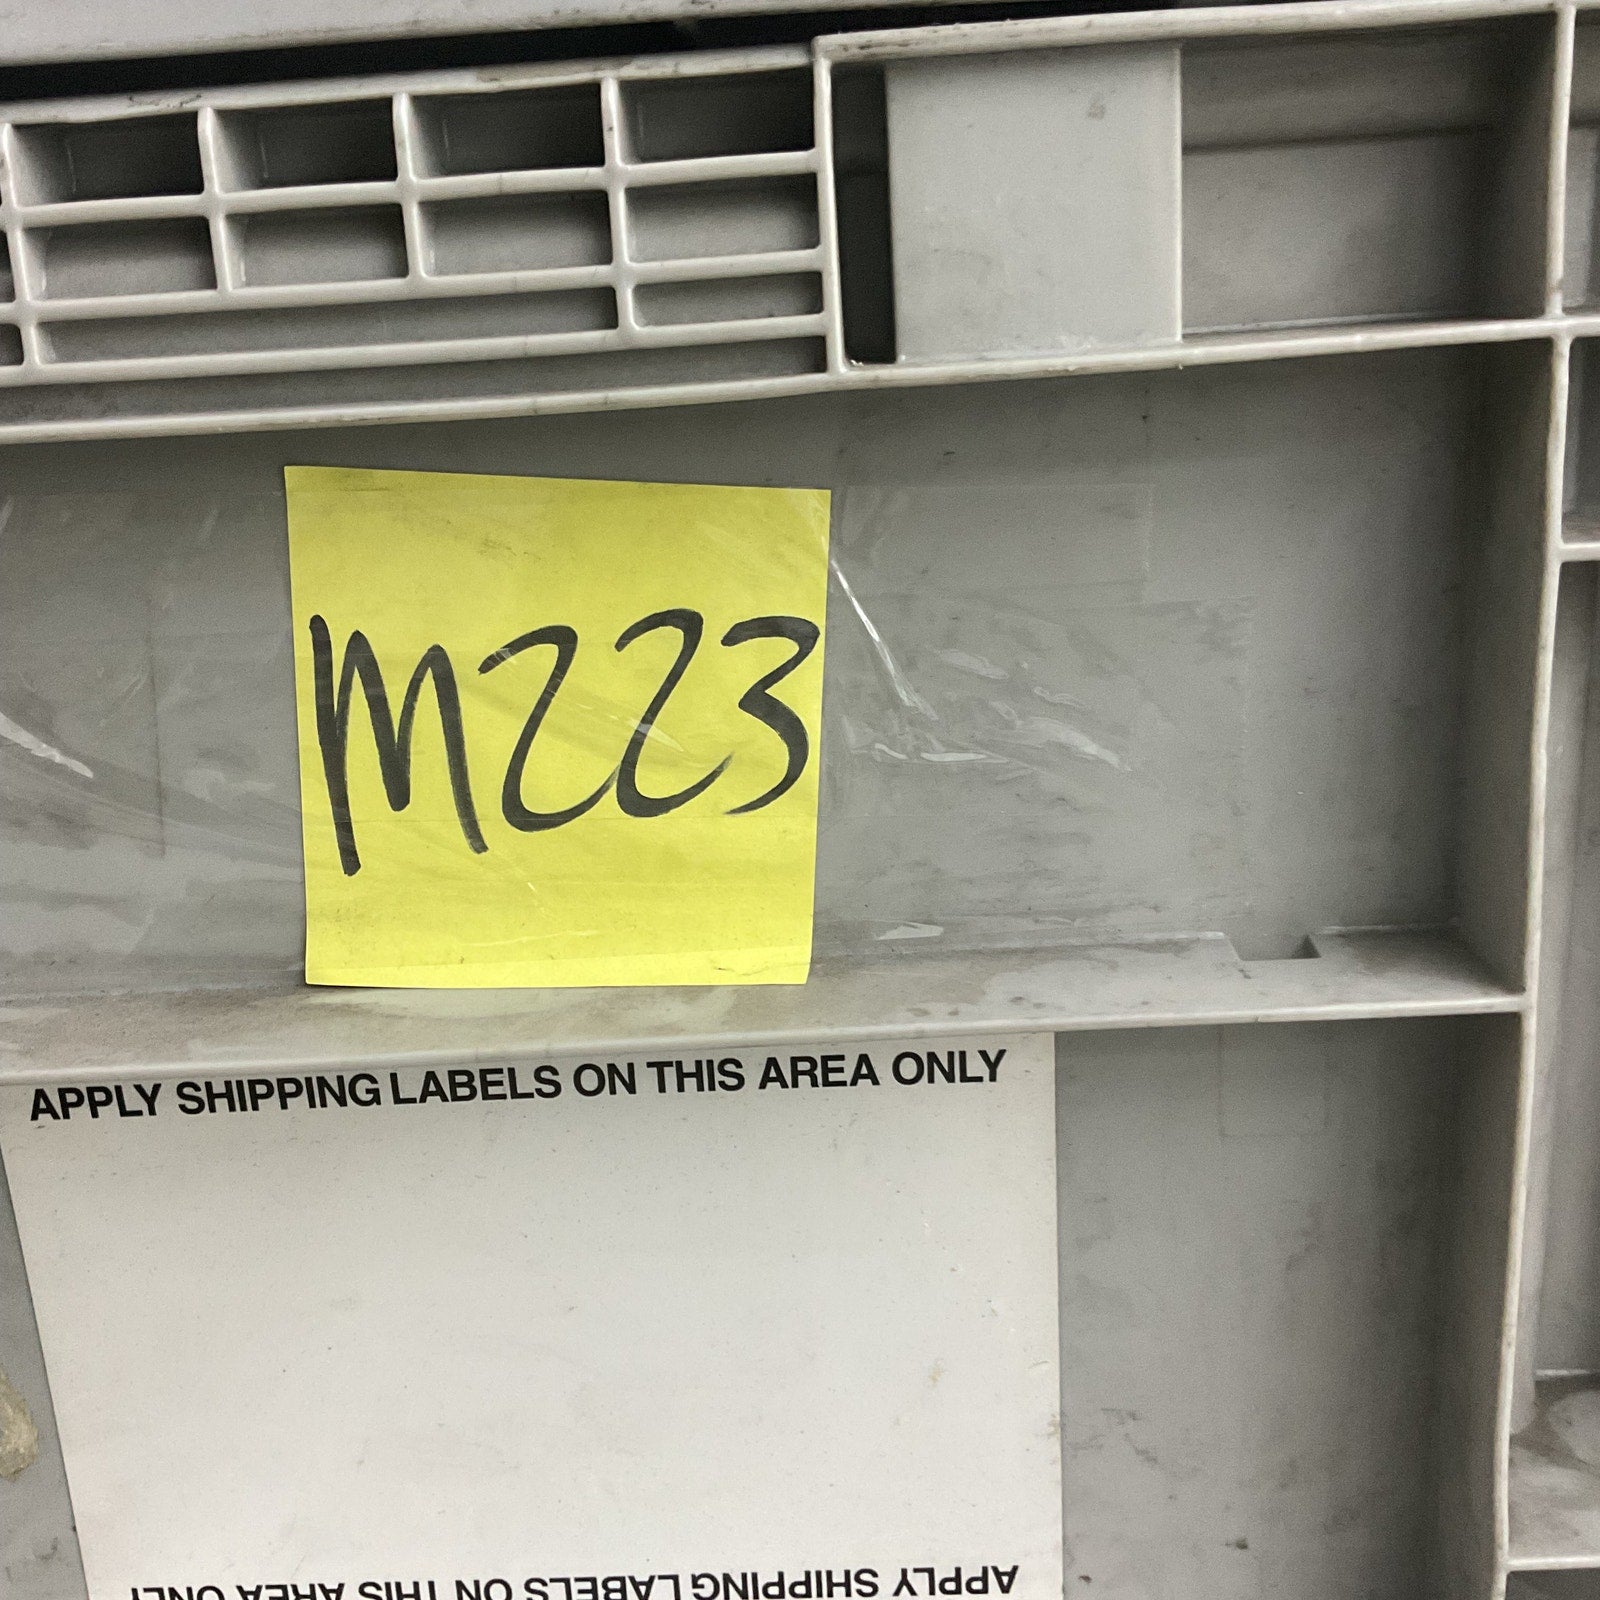 M223
APPLY SHIPPING LABELS ON THIS AREA ONLY
APPLY SHIPPING LABELS ON THIS AREA ONLY